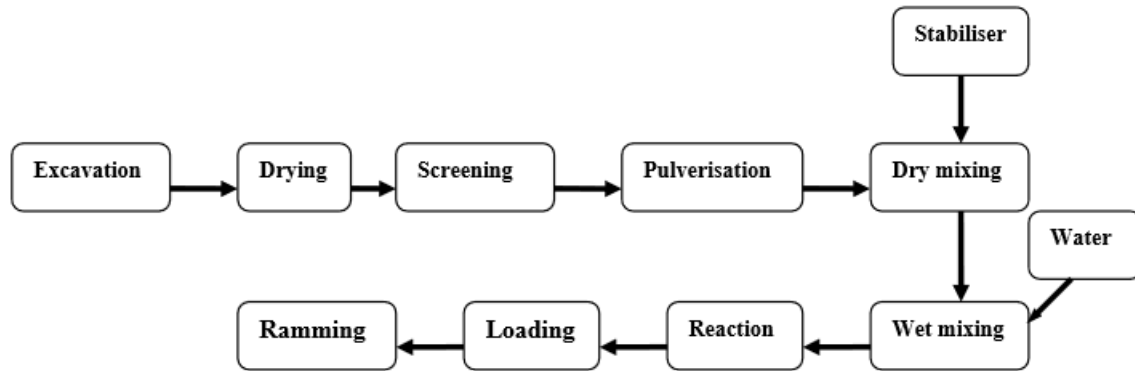 Stabiliser
Excavation
Drying
Screening
Pulverisation
Dry mixing
Water
Wet mixing
Reaction
Loading
Ramming